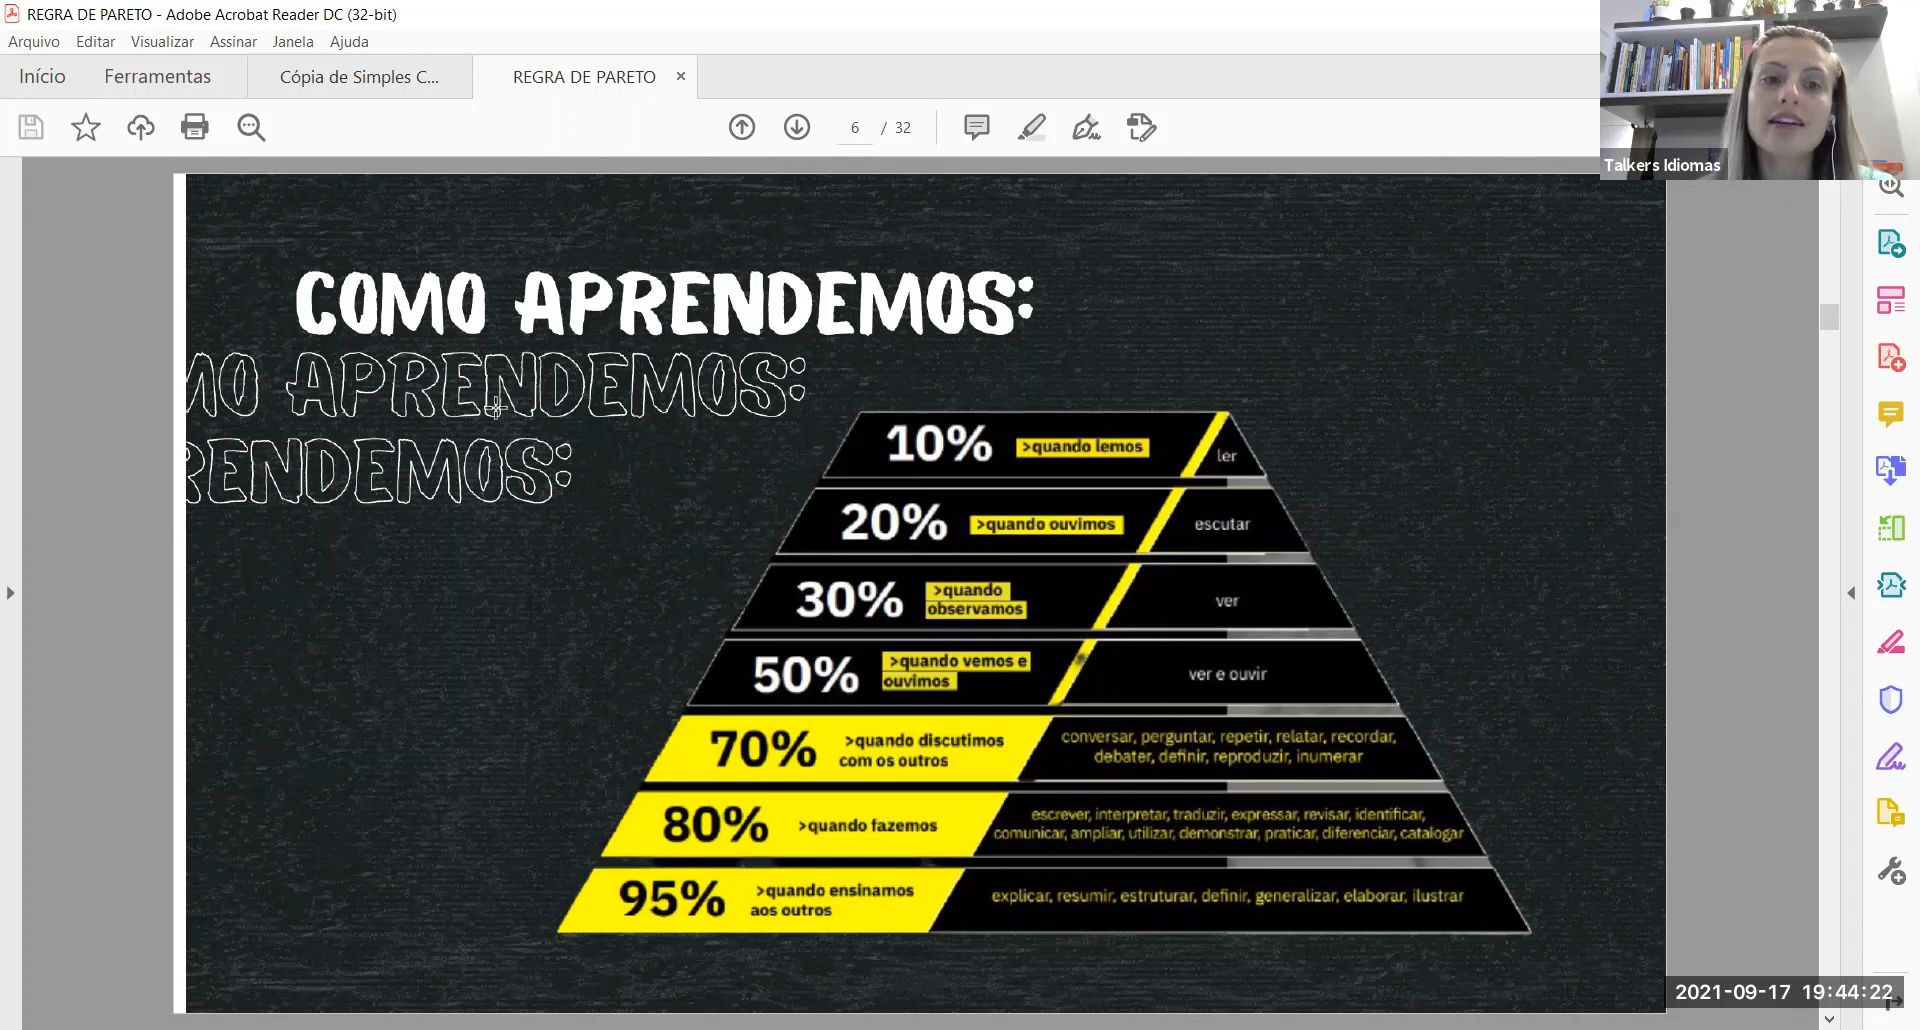 REGRA DE PARETO - Adobe Acrobat Reader DC (32-bit)
Arquivo Editar Visualizar Assinar Janela Ajuda
Início Ferramentas Cópia de Simples C... REGRA DE PARETO ×
6 / 32
Talkers Idiomas
COMO APRENDEMOS:
MO APRENDEMOS:
RENDEMOS:
10% >quando lemos ler
20% >quando ouvimos escutar
30% >quando
observamos ver
50% >quando vemos e
ouvimos ver e ouvir
70% >quando discutimos
com os outros
conversar, perguntar, repetir, relatar, recordar,
debater, definir, reproduzir, inumerar
80% >quando fazemos
escrever, interpretar, traduzir, expressar, revisar, identificar,
comunicar, ampliar, utilizar, demonstrar, praticar, diferenciar, catalogar
95% >quando ensinamos
aos outros
explicar, resumir, estruturar, definir, generalizar, elaborar, ilustrar
2021-09-17 19:44:22